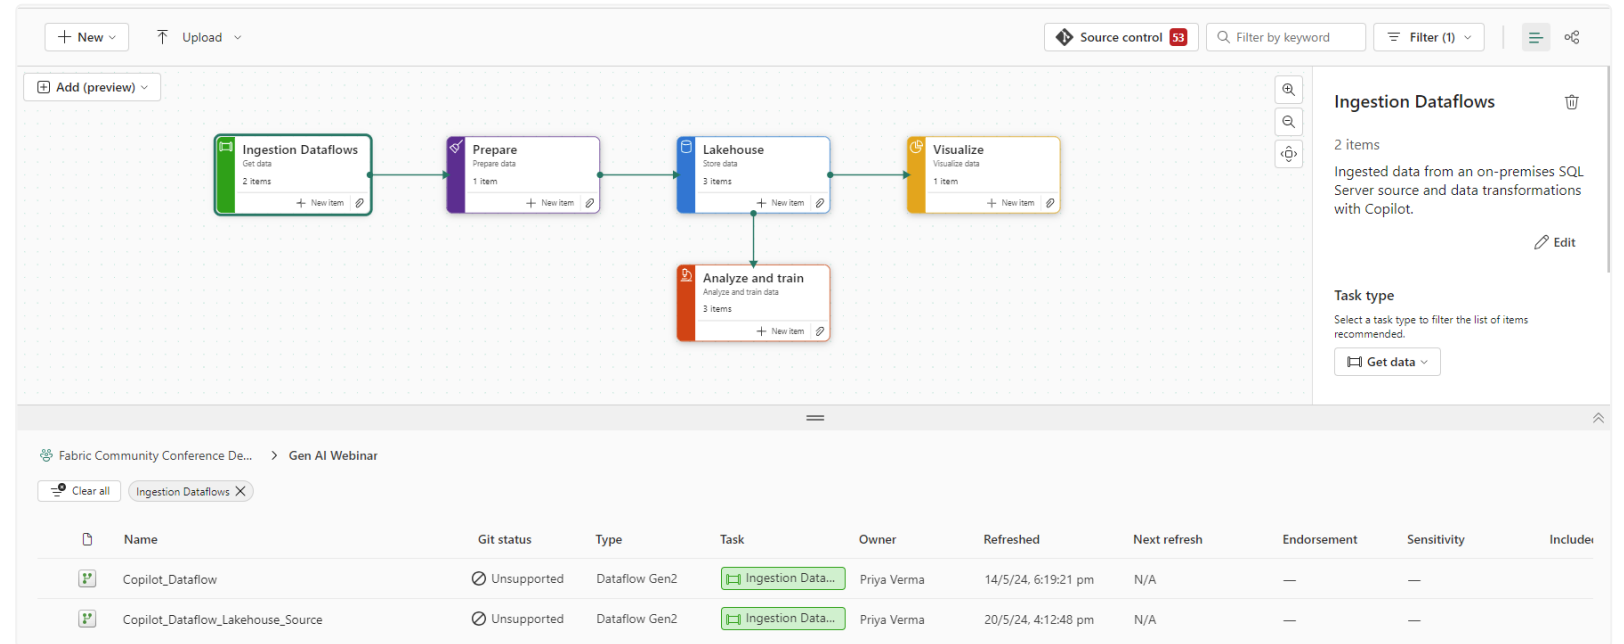 New
Upload
Source control 53
Filter by keyword
Filter (1)
Add (preview)
Ingestion Dataflows
Get data
2 items
New item
Prepare
Prepare data
1 item
New item
Lakehouse
Store data
3 items
New item
Visualize
Visualize data
1 item
New item
Analyze and train
Analyze and train data
3 items
New item
Ingestion Dataflows
2 items
Ingested data from an on-premises SQL
Server source and data transformations
with Copilot.
Edit
Task type
Select a task type to filter the list of items
recommended.
Get data
Fabric Community Conference De... > Gen AI Webinar
Clear all Ingestion Dataflows
Name Git status Type Task Owner Refreshed Next refresh Endorsement Sensitivity Include
Copilot_Dataflow Unsupported Dataflow Gen2 Ingestion Data... Priya Verma 14/5/24, 6:19:21 pm N/A — —
Copilot_Dataflow_Lakehouse_Source Unsupported Dataflow Gen2 Ingestion Data... Priya Verma 20/5/24, 4:12:48 pm N/A — —